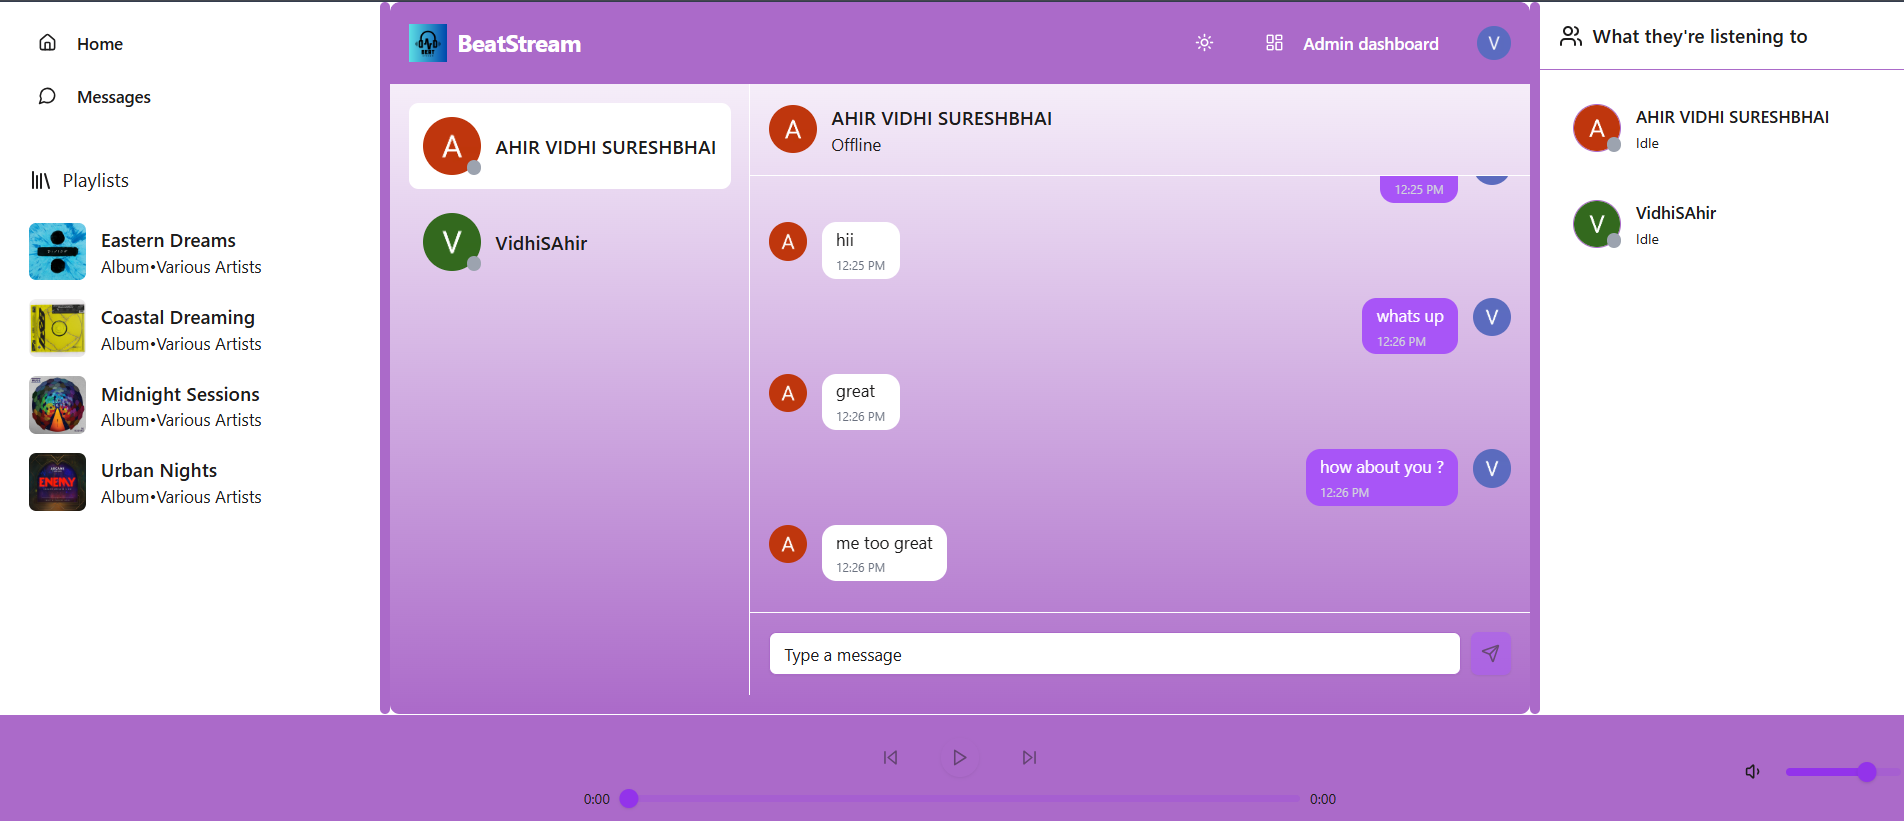 Home
Messages
Playlists
Eastern Dreams
Album•Various Artists
Coastal Dreaming
Album•Various Artists
Midnight Sessions
Album•Various Artists
ENEMY
Urban Nights
Album•Various Artists
BeatStream
Admin dashboard
V
A
AHIR VIDHI SURESHBHAI
V
VidhiSAhir
A
AHIR VIDHI SURESHBHAI
Offline
12:25 PM
A
hii
12:25 PM
whats up
12:26 PM
V
A
great
12:26 PM
how about you ?
12:26 PM
V
A
me too great
12:26 PM
Type a message
What they're listening to
A
AHIR VIDHI SURESHBHAI
Idle
V
VidhiSAhir
Idle
0:00
0:00